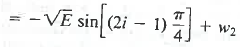 = -√E sin[(2i - 1) π/4] + w₂